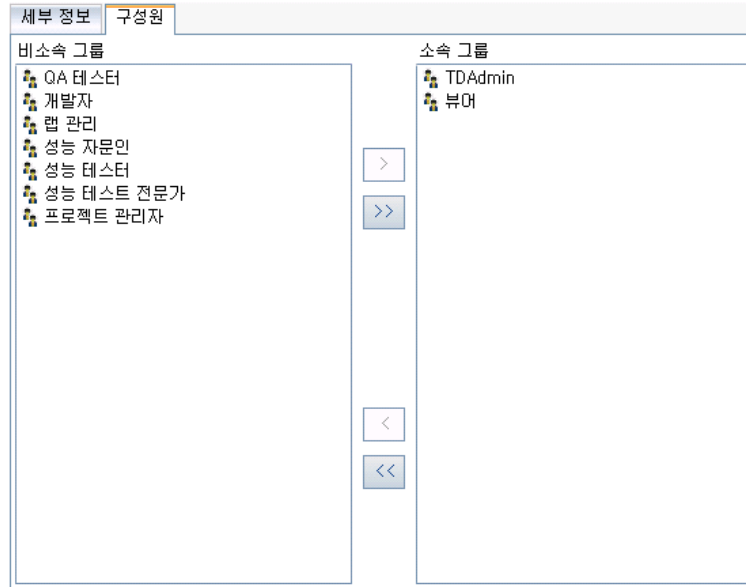 세부 정보 구성원
비소속 그룹
QA 테스터
개발자
랩 관리
성능 자문인
성능 테스터
성능 테스트 전문가
프로젝트 관리자
>
>>
<
<<
소속 그룹
TDAdmin
뷰어